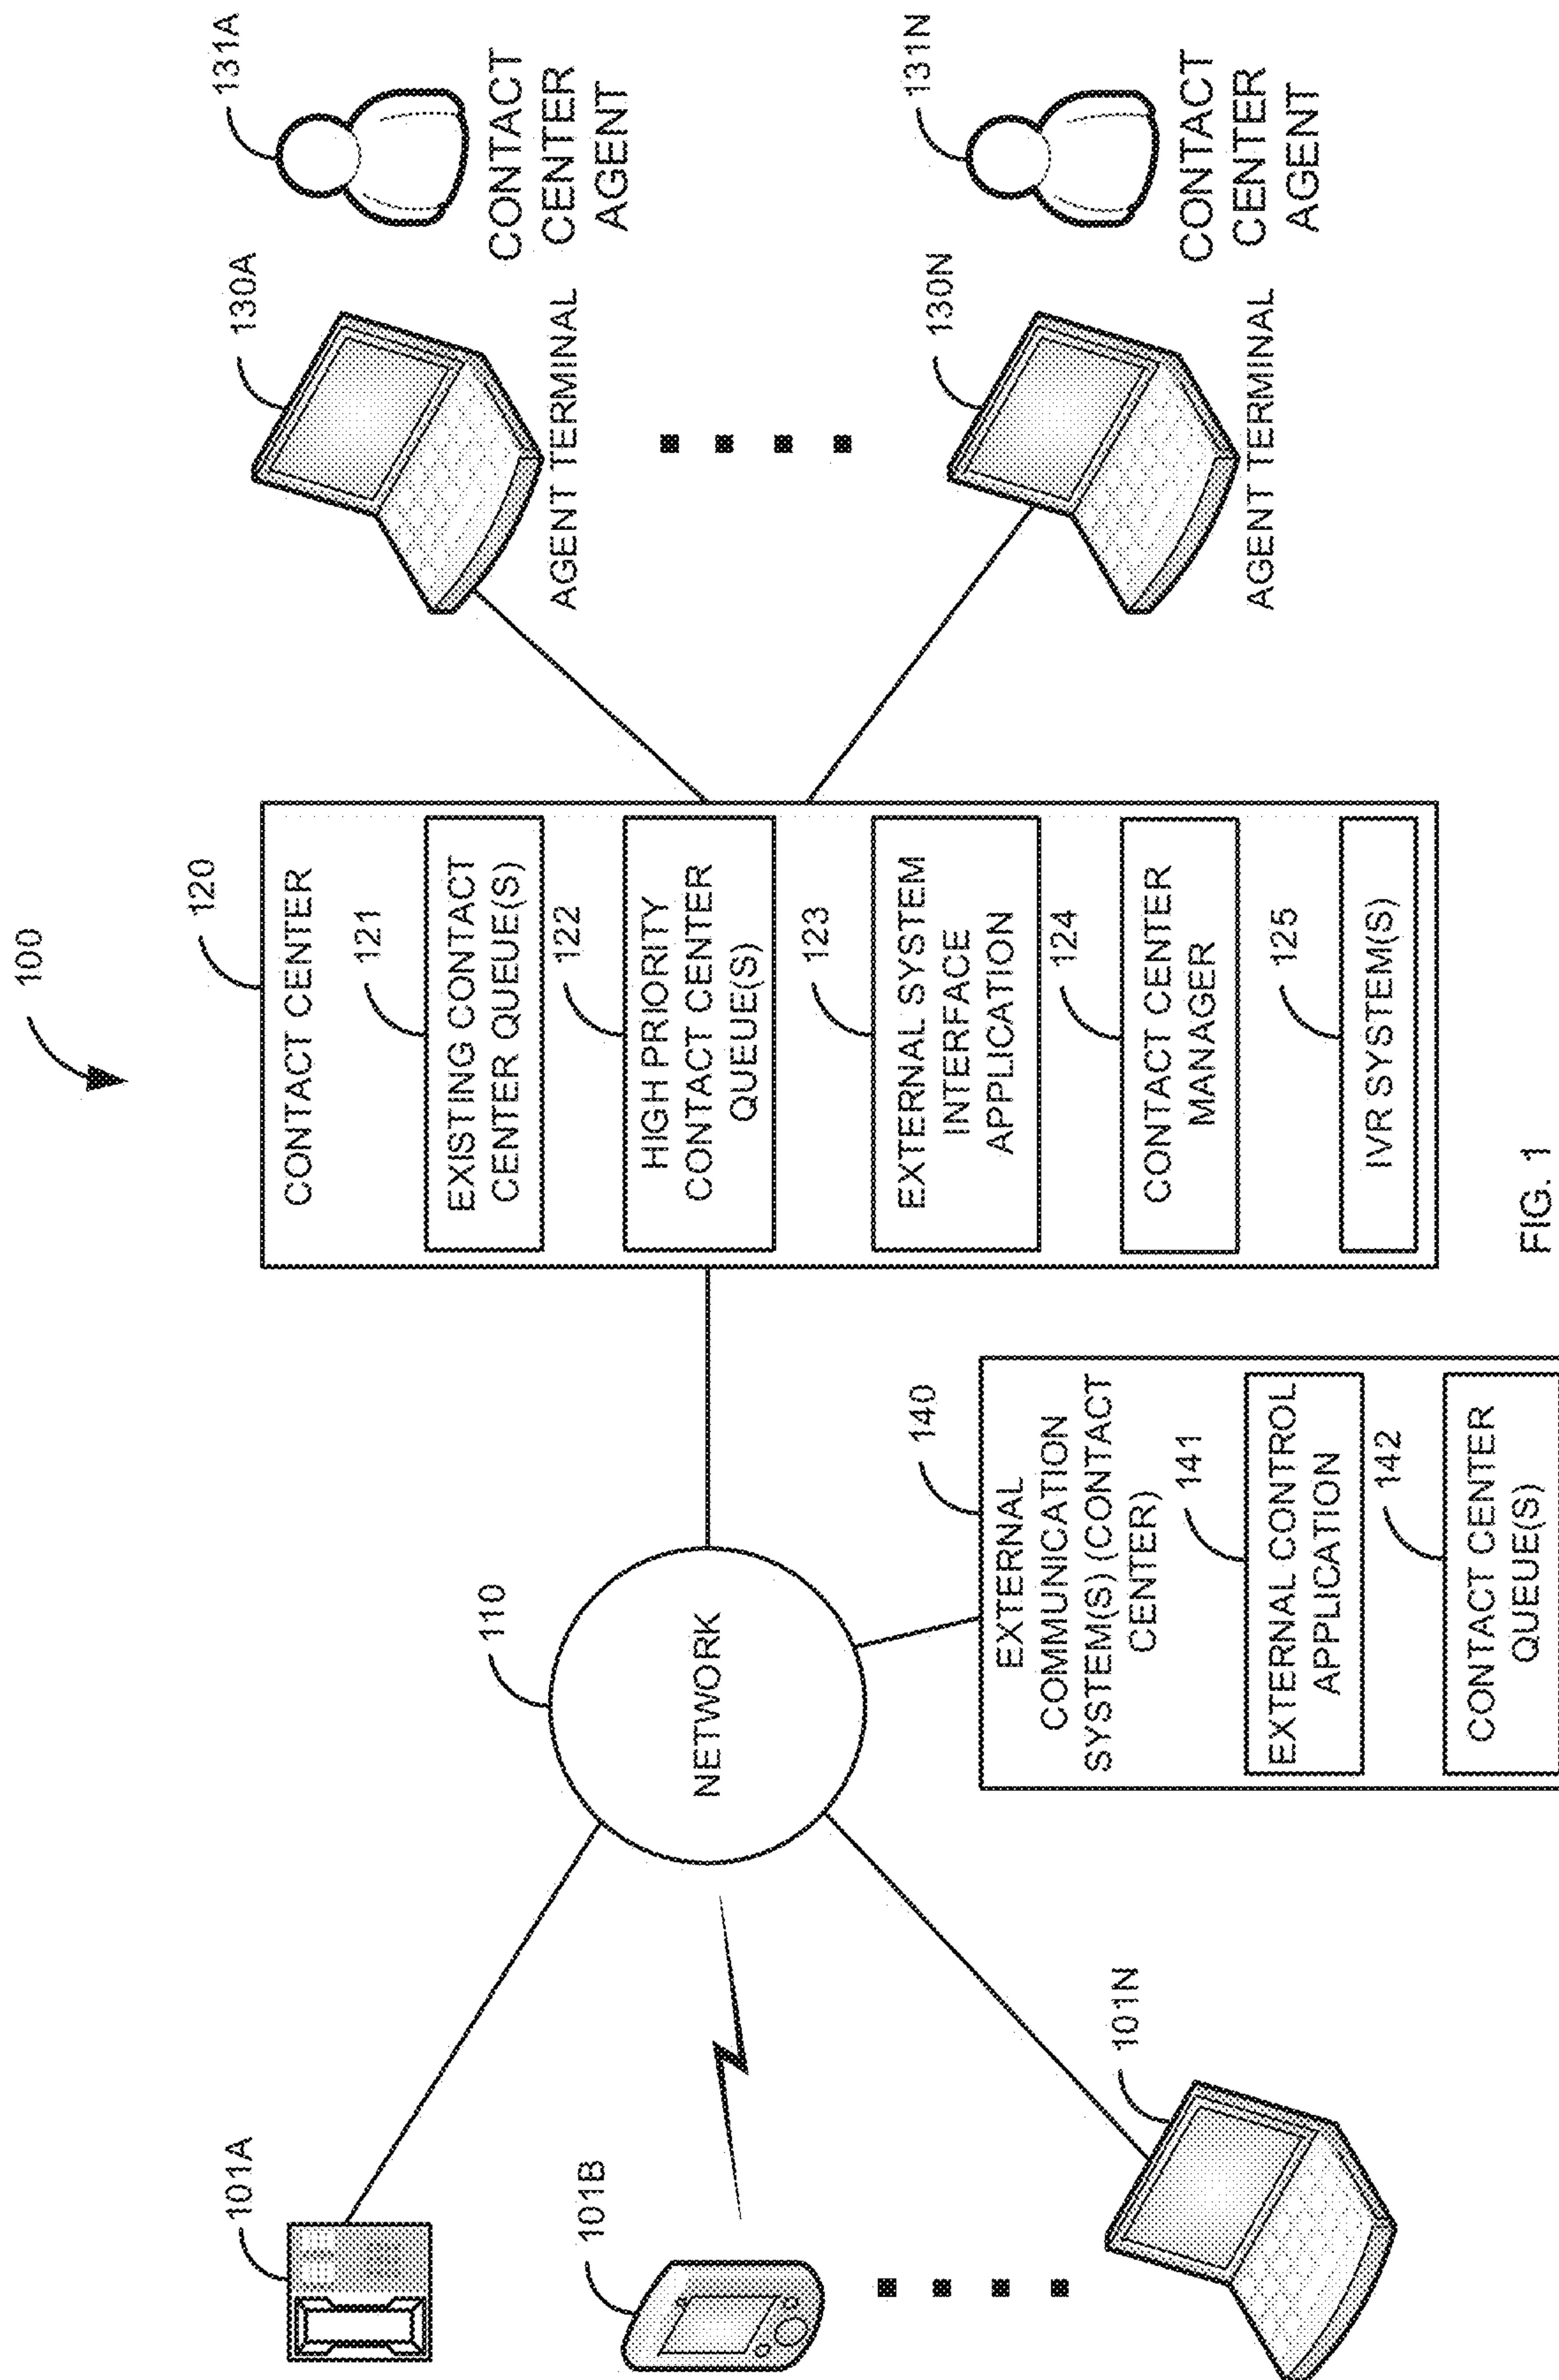 100
101A
101B
101N
110
NETWORK
140
EXTERNAL
COMMUNICATION
SYSTEM(S) (CONTACT
CENTER)
141
EXTERNAL CONTROL
APPLICATION
142
CONTACT CENTER
QUEUE(S)
120
CONTACT CENTER
121
EXISTING CONTACT
CENTER QUEUE(S)
122
HIGH PRIORITY
CONTACT CENTER
QUEUE(S)
123
EXTERNAL SYSTEM
INTERFACE
APPLICATION
124
CONTACT CENTER
MANAGER
125
IVR SYSTEM(S)
130A
AGENT TERMINAL
131A
CONTACT
CENTER
AGENT
130N
AGENT TERMINAL
131N
CONTACT
CENTER
AGENT
FIG. 1